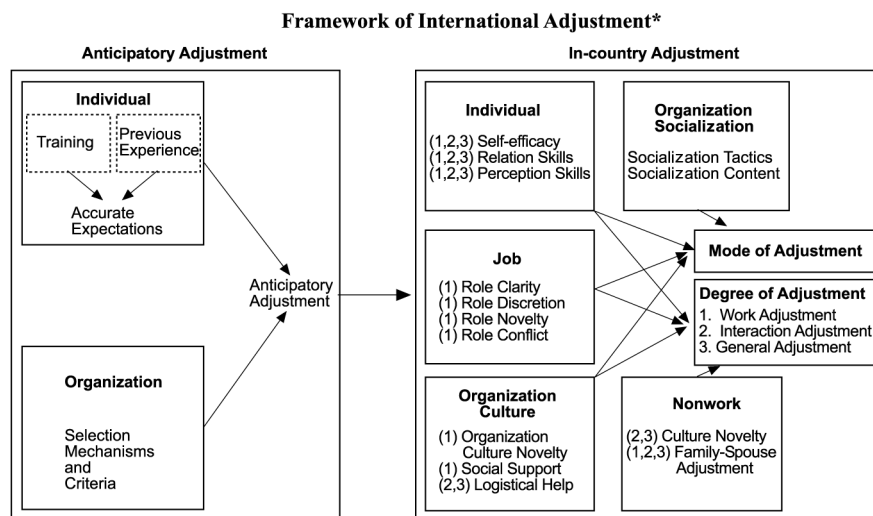 Framework of International Adjustment*
Anticipatory Adjustment
Individual
Training
Previous
Experience
Accurate
Expectations
Anticipatory
Adjustment
Organization
Selection
Mechanisms
and
Criteria
In-country Adjustment
Individual
(1,2,3) Self-efficacy
(1,2,3) Relation Skills
(1,2,3) Perception Skills
Organization
Socialization
Socialization Tactics
Socialization Content
Job
(1) Role Clarity
(1) Role Discretion
(1) Role Novelty
(1) Role Conflict
Mode of Adjustment
Degree of Adjustment
1. Work Adjustment
2. Interaction Adjustment
3. General Adjustment
Organization
Culture
(1) Organization
Culture Novelty
(1) Social Support
(2,3) Logistical Help
Nonwork
(2,3) Culture Novelty
(1,2,3) Family-Spouse
Adjustment